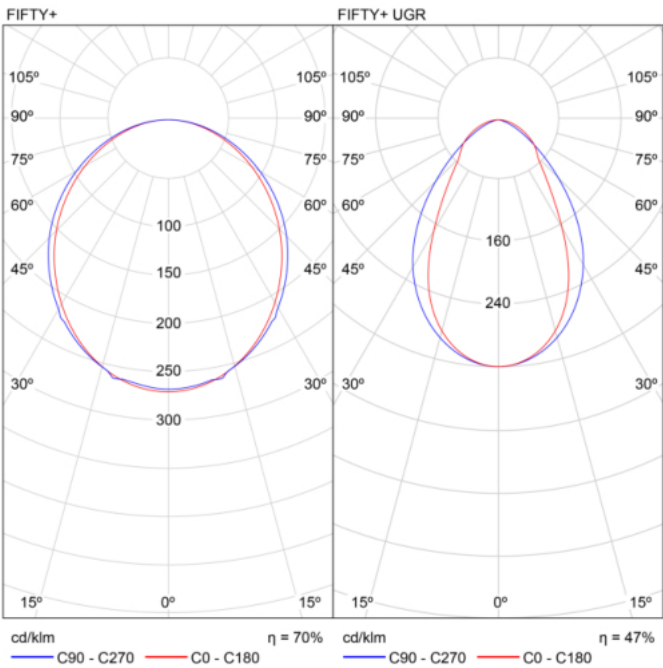 FIFTY+ FIFTY+ UGR
105º 105º 105º 105º
90º 90º 90º 90º
75º 75º 75º 75º
60º 60º 60º 60º
100
160
45º 45º 45º 45º
150
240
200
250
30º 30º 30º 30º
300
15º 0º 15º 15º 0º 15º
cd/klm η = 70% cd/klm η = 47%
C90 - C270 C0 - C180 C90 - C270 C0 - C180